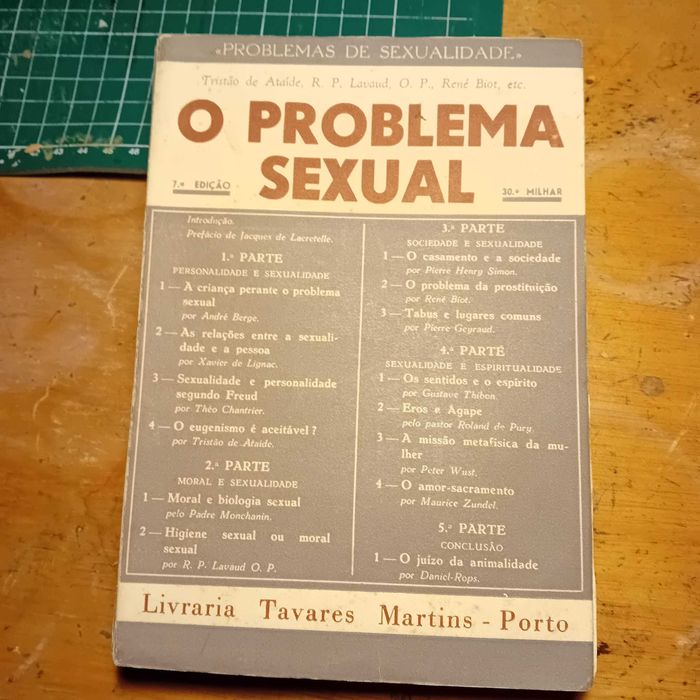 «PROBLEMAS DE SEXUALIDADE»
Tristão de Ataíde, R. P. Lavaud, O. P., René Biot, etc.
O PROBLEMA
SEXUAL
7.ª EDIÇÃO
30.º MILHAR
Introdução.
Prefácio de Jacques de Lacretelle.
1.ª PARTE
PERSONALIDADE E SEXUALIDADE
1 — A criança perante o problema
sexual
por André Berge.
2 — As relações entre a sexuali-
dade e a pessoa
por Xavier de Lignac.
3 — Sexualidade e personalidade
segundo Freud
por Théo Chantrier.
4 — O eugenismo é aceitável?
por Tristão de Ataíde.
2.ª PARTE
MORAL E SEXUALIDADE
1 — Moral e biologia sexual
pelo Padre Monchanin.
2 — Higiene sexual ou moral
sexual
por R. P. Lavaud O. P.
3.ª PARTE
SOCIEDADE E SEXUALIDADE
1 — O casamento e a sociedade
por Pierre Henry Simon.
2 — O problema da prostituição
por René Biot.
3 — Tabus e lugares comuns
por Pierre Geyraud.
4.ª PARTE
SEXUALIDADE E ESPIRITUALIDADE
1 — Os sentidos e o espírito
por Gustave Thibon.
2 — Eros e Agape
pelo pastor Roland de Pury
3 — A missão metafísica da mu-
lher
por Peter Wust.
4 — O amor-sacramento
por Maurice Zundel.
5.ª PARTE
CONCLUSÃO
1 — O juízo da animalidade
por Daniel-Rops.
Livraria Tavares Martins - Porto